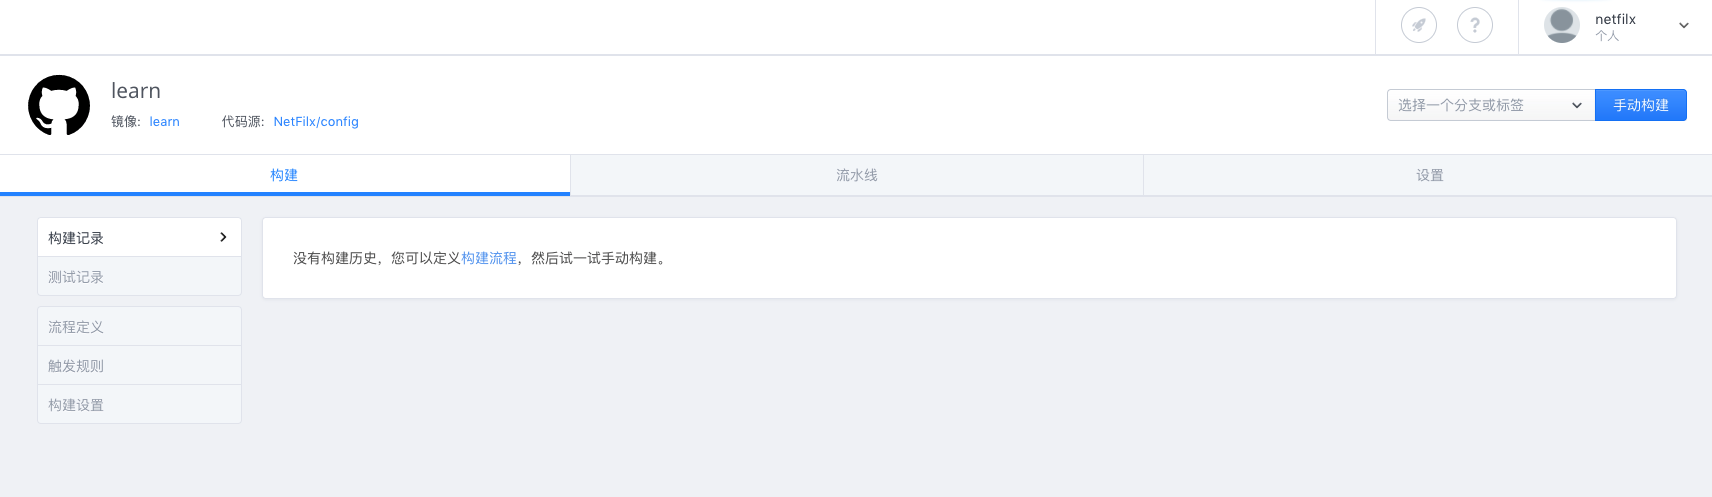 ?
netfilx
个人
learn
镜像: learn 代码源: NetFilx/config
选择一个分支或标签
手动构建
构建 流水线 设置
构建记录
测试记录
流程定义
触发规则
构建设置
没有构建历史，您可以定义构建流程，然后试一试手动构建。